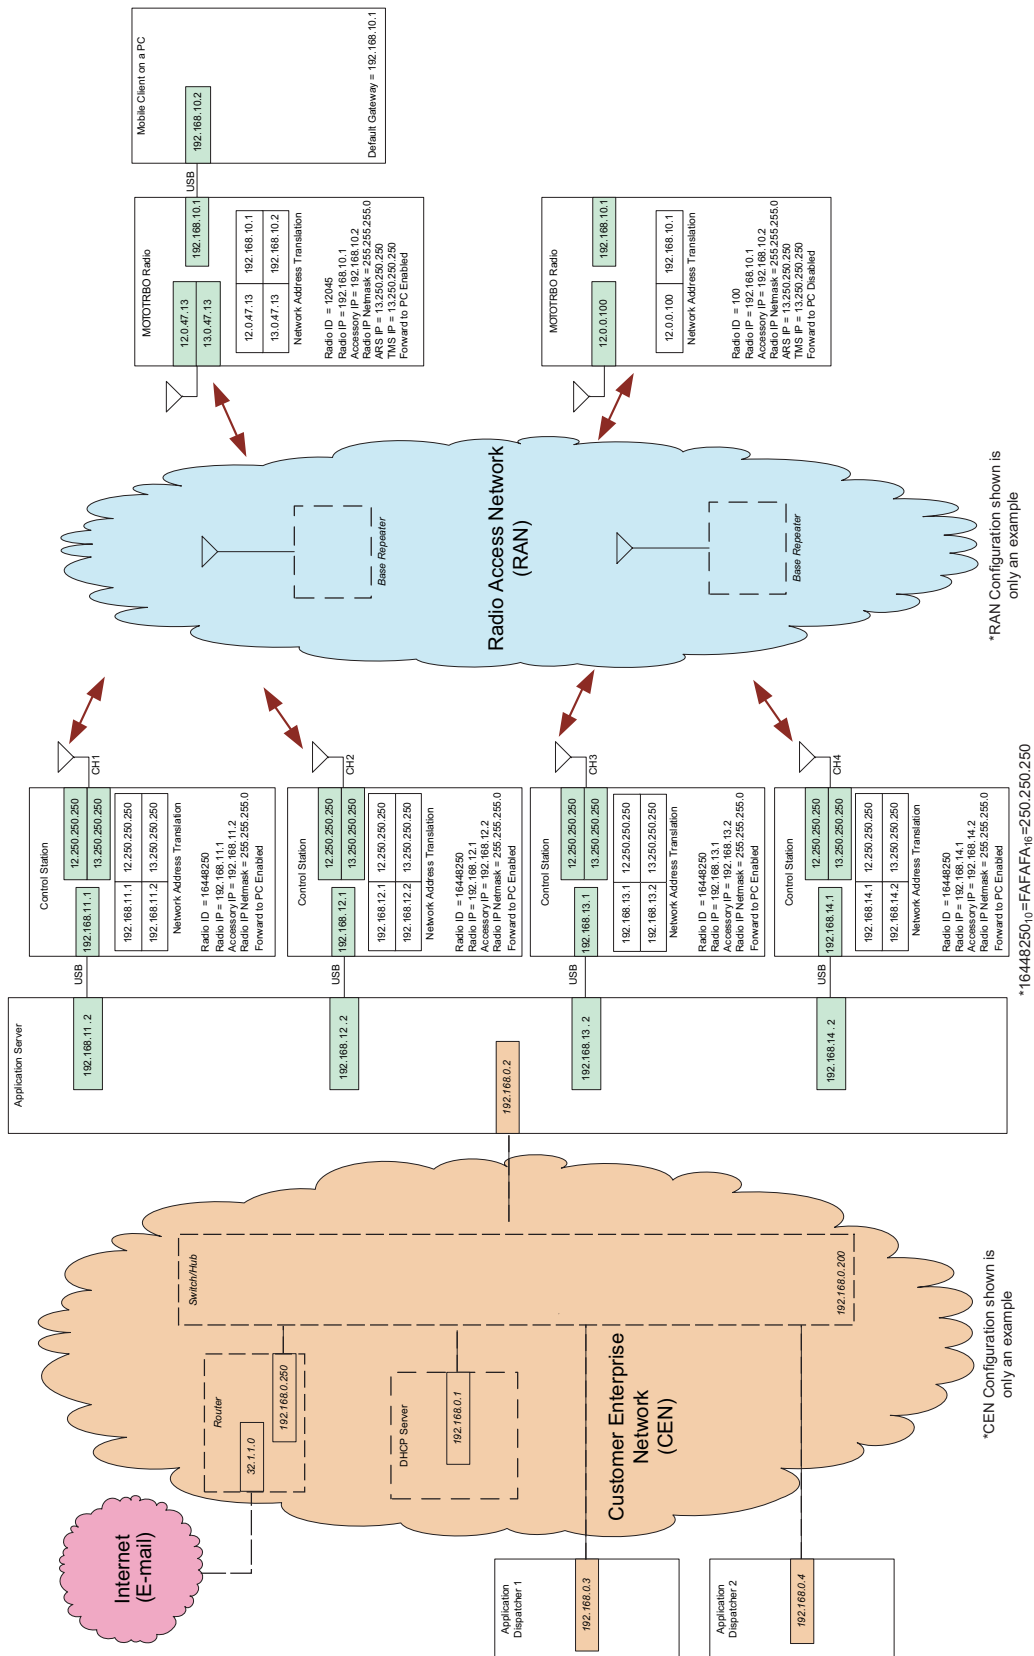 Internet
(E-mail)
Router
32.1.1.0
192.168.0.250
DHCP Server
192.168.0.1
Switch/Hub
192.168.0.200
Customer Enterprise
Network
(CEN)
Application
Dispatcher 1
192.168.0.3
Application
Dispatcher 2
192.168.0.4
*CEN Configuration shown is
only an example
Application Server
192.168.11 .2
192.168.12 .2
192.168.0.2
192.168.13 .2
192.168.14 .2
USB
Control Station
192.168.11.1
12.250.250.250
13.250.250.250
192.168.11.1
12.250.250.250
192.168.11.2
13.250.250.250
Network Address Translation
Radio ID = 16448250
Radio IP = 192.168.11.1
Accessory IP = 192.168.11.2
Radio IP Netmask = 255.255.255.0
Forward to PC Enabled
CH1
USB
Control Station
192.168.12.1
12.250.250.250
13.250.250.250
192.168.12.1
12.250.250.250
192.168.12.2
13.250.250.250
Network Address Translation
Radio ID = 16448250
Radio IP = 192.168.12.1
Accessory IP = 192.168.12.2
Radio IP Netmask = 255.255.255.0
Forward to PC Enabled
CH2
USB
Control Station
192.168.13.1
12.250.250.250
13.250.250.250
192.168.13.1
12.250.250.250
192.168.13.2
13.250.250.250
Network Address Translation
Radio ID = 16448250
Radio IP = 192.168.13.1
Accessory IP = 192.168.13.2
Radio IP Netmask = 255.255.255.0
Forward to PC Enabled
CH3
USB
Control Station
192.168.14.1
12.250.250.250
13.250.250.250
192.168.14.1
12.250.250.250
192.168.14.2
13.250.250.250
Network Address Translation
Radio ID = 16448250
Radio IP = 192.168.14.1
Accessory IP = 192.168.14.2
Radio IP Netmask = 255.255.255.0
Forward to PC Enabled
CH4
*16448250₁₀=FAFAFA₁₆=250.250.250
Base Repeater
Radio Access Network
(RAN)
Base Repeater
*RAN Configuration shown is
only an example
MOTOTRBO Radio
12.0.47.13
13.0.47.13
192.168.10.1
12.0.47.13
192.168.10.1
13.0.47.13
192.168.10.2
Network Address Translation
Radio ID = 12045
Radio IP = 192.168.10.1
Accessory IP = 192.168.10.2
Radio IP Netmask = 255.255.255.0
ARS IP = 13.250.250.250
TMS IP = 13.250.250.250
Forward to PC Enabled
USB
Mobile Client on a PC
192.168.10.2
Default Gateway = 192.168.10.1
MOTOTRBO Radio
12.0.0.100
192.168.10.1
12.0.0.100
192.168.10.1
Network Address Translation
Radio ID = 100
Radio IP = 192.168.10.1
Accessory IP = 192.168.10.2
Radio IP Netmask = 255.255.255.0
ARS IP = 13.250.250.250
TMS IP = 13.250.250.250
Forward to PC Disabled